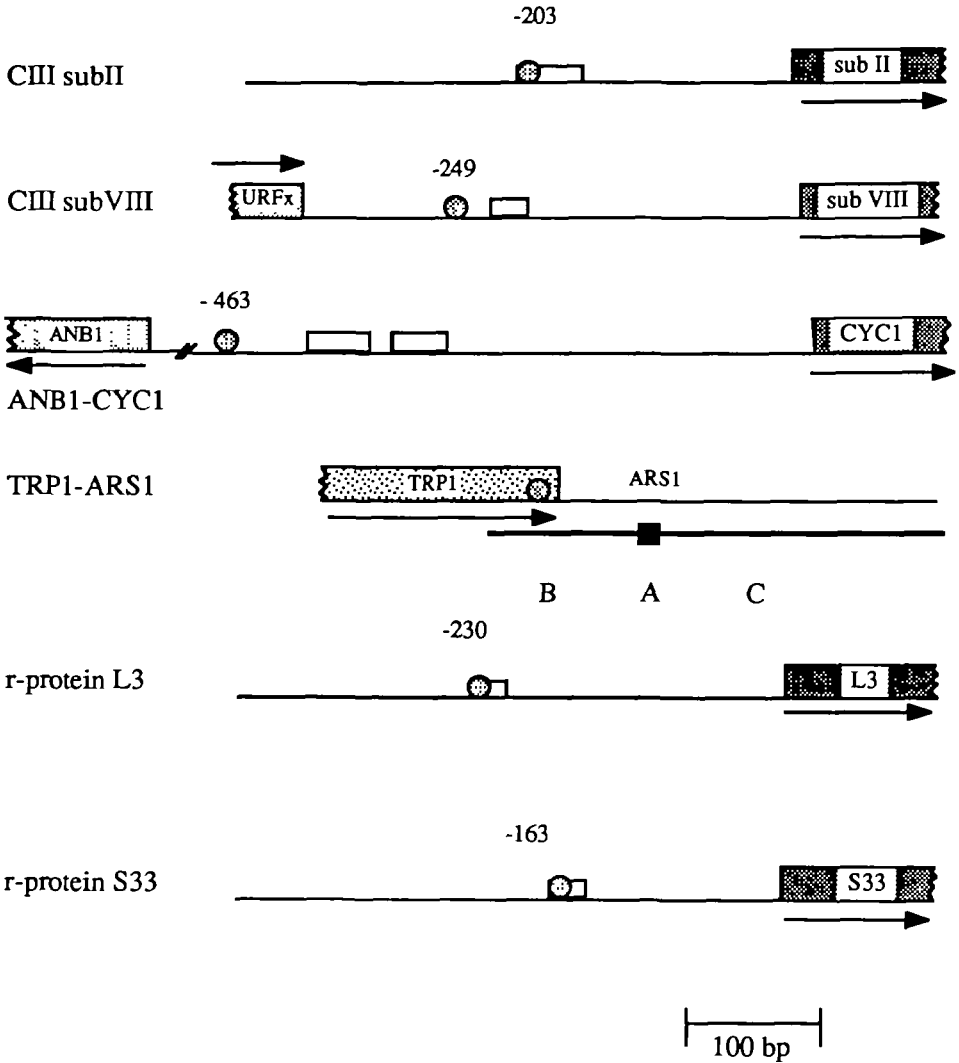 -203
CIII subII
sub II
CIII subVIII
URFx
-249
sub VIII
- 463
ANB1
CYC1
ANB1-CYC1
TRP1-ARS1
TRP1
ARS1
B A C
-230
r-protein L3
L3
-163
r-protein S33
S33
100 bp